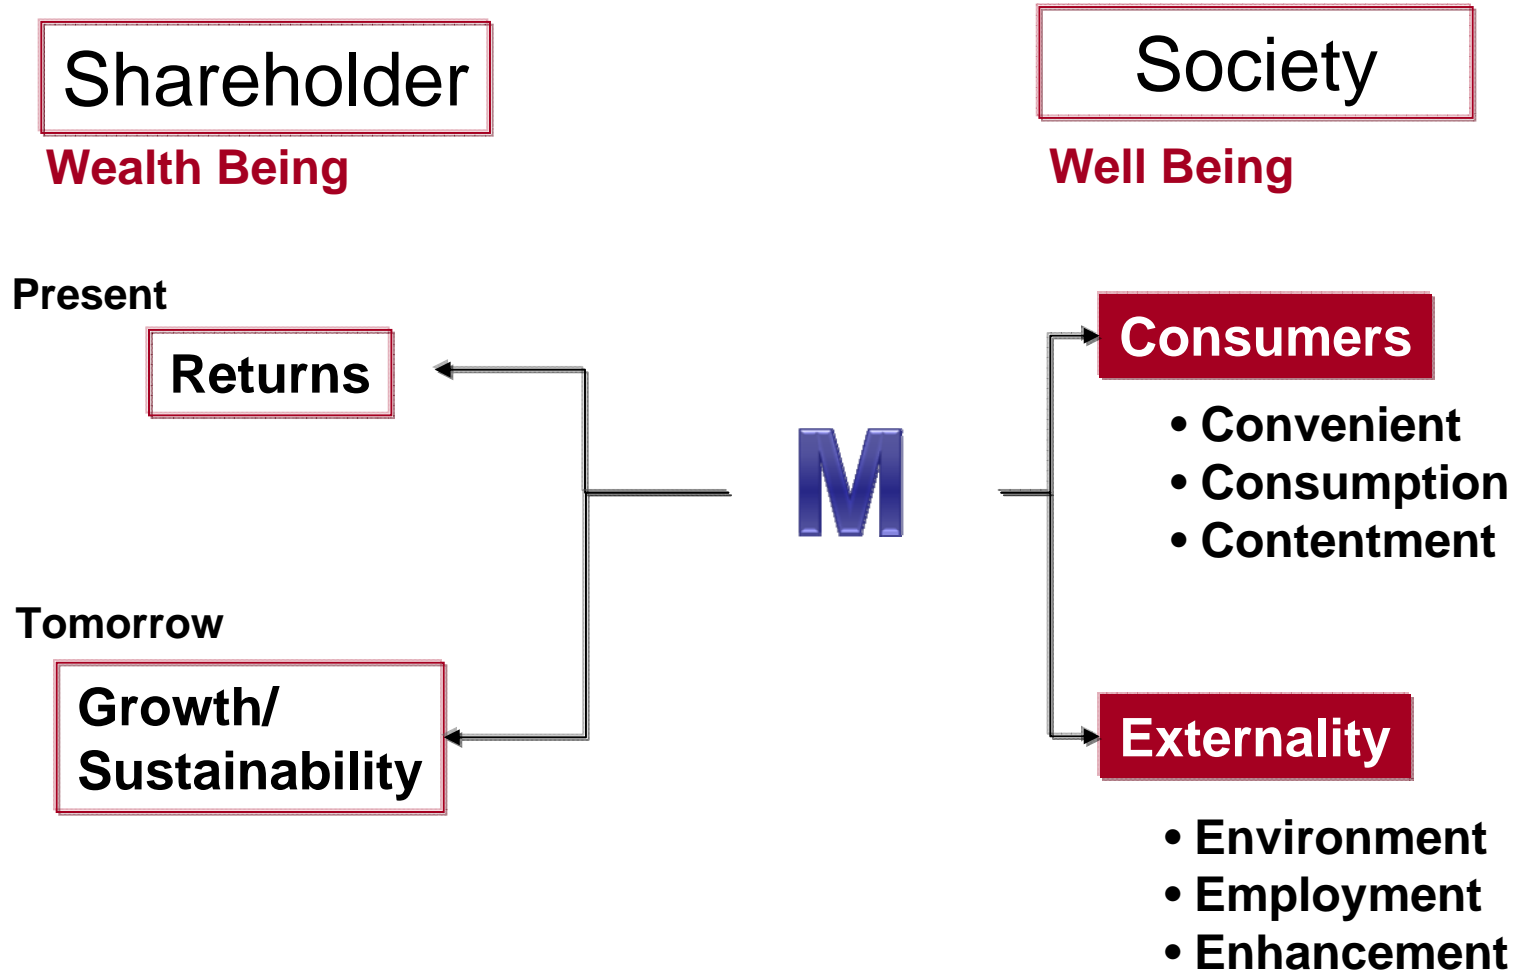 Shareholder
Wealth Being
Present
Returns
Tomorrow
Growth/
Sustainability
M
Society
Well Being
Consumers
• Convenient
• Consumption
• Contentment
Externality
• Environment
• Employment
• Enhancement